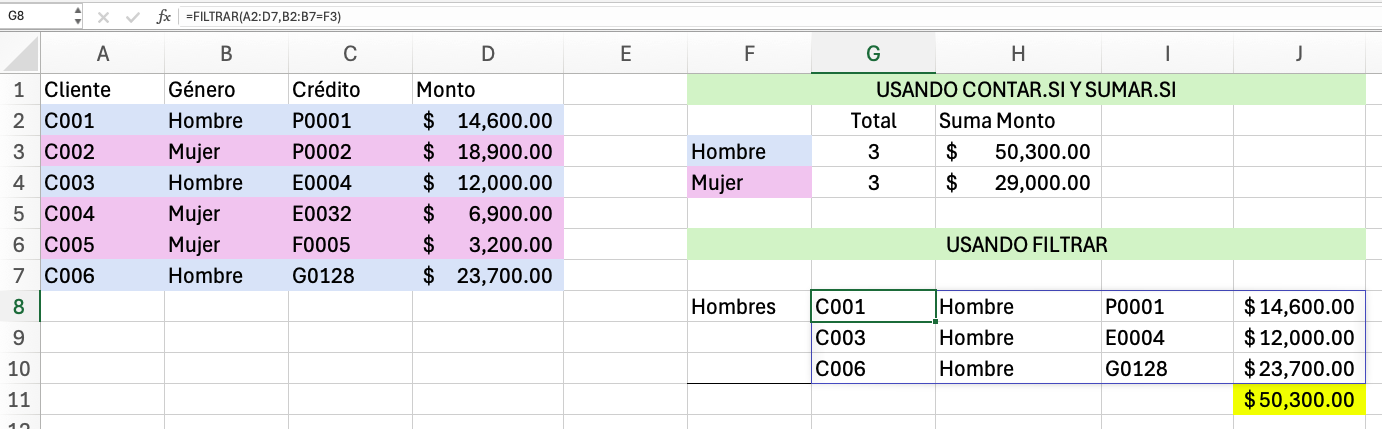 G8 fx =FILTRAR(A2:D7,B2:B7=F3)
A B C D E F G H I J
1 Cliente Género Crédito Monto USANDO CONTAR.SI Y SUMAR.SI
2 C001 Hombre P0001 $ 14,600.00 Total Suma Monto
3 C002 Mujer P0002 $ 18,900.00 Hombre 3 $ 50,300.00
4 C003 Hombre E0004 $ 12,000.00 Mujer 3 $ 29,000.00
5 C004 Mujer E0032 $ 6,900.00
6 C005 Mujer F0005 $ 3,200.00 USANDO FILTRAR
7 C006 Hombre G0128 $ 23,700.00
8 Hombres C001 Hombre P0001 $ 14,600.00
9 C003 Hombre E0004 $ 12,000.00
10 C006 Hombre G0128 $ 23,700.00
11 $ 50,300.00